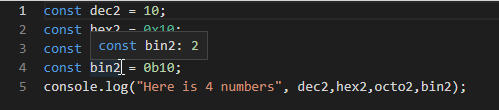 1 const dec2 = 10;
2 const hex2 = 0x10;
3 const
const bin2: 2
4 const bin2 = 0b10;
5 console.log("Here is 4 numbers", dec2,hex2,octo2,bin2);